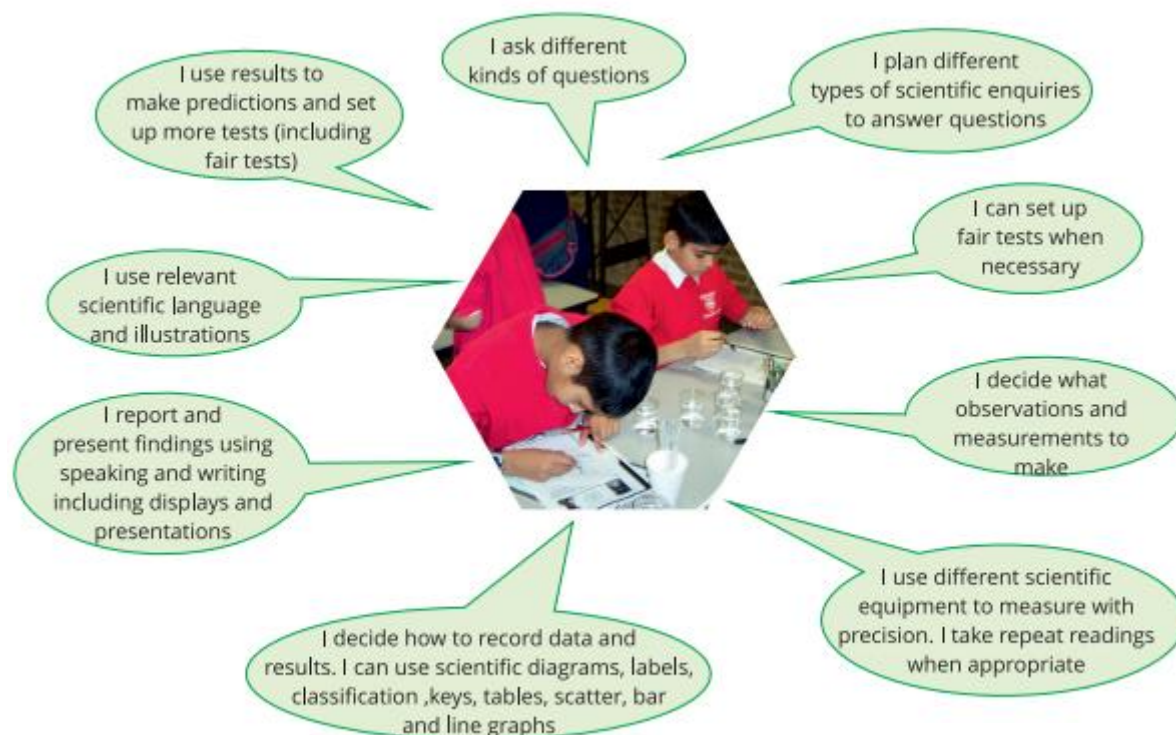 I ask different
kinds of questions
I plan different
types of scientific enquiries
to answer questions
I can set up
fair tests when
necessary
I decide what
observations and
measurements to
make
I use different scientific
equipment to measure with
precision. I take repeat readings
when appropriate
I decide how to record data and
results. I can use scientific diagrams, labels,
classification ,keys, tables, scatter, bar
and line graphs
I report and
present findings using
speaking and writing
including displays and
presentations
I use relevant
scientific language
and illustrations
I use results to
make predictions and set
up more tests (including
fair tests)